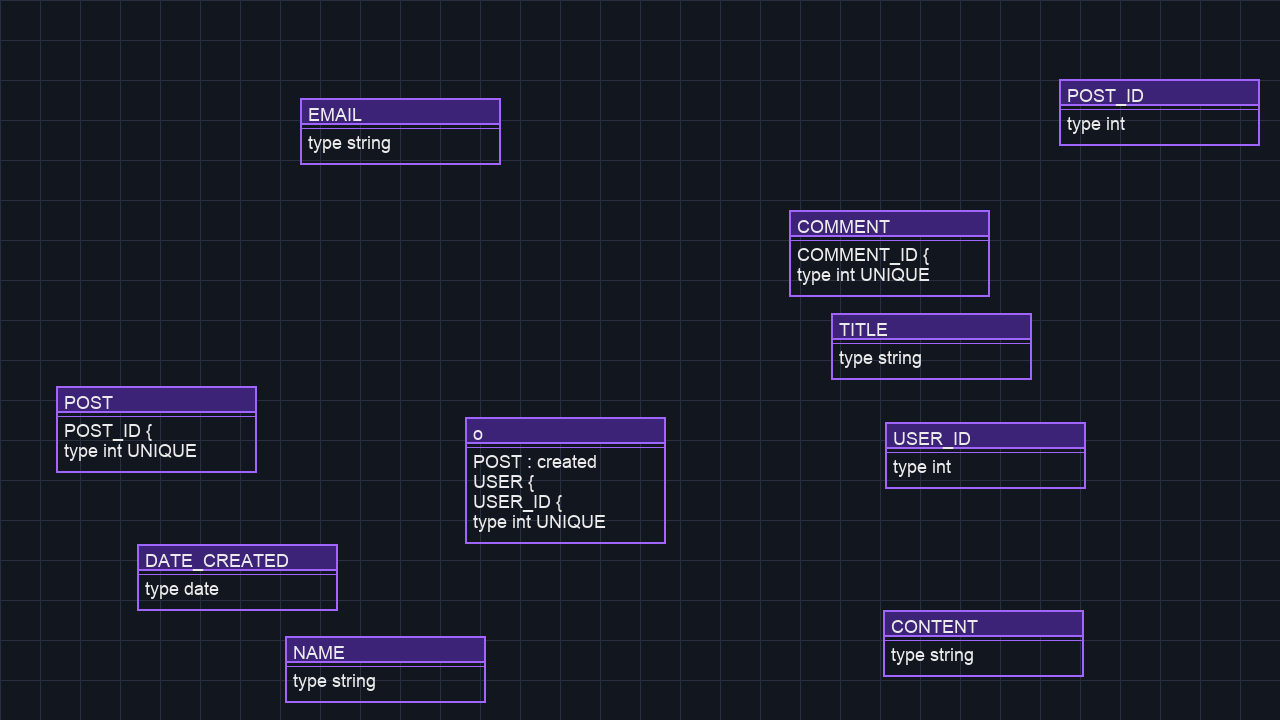 EMAIL
type string
POST_ID
type int
COMMENT
COMMENT_ID {
type int UNIQUE
TITLE
type string
POST
POST_ID {
type int UNIQUE
o
POST : created
USER {
USER_ID {
type int UNIQUE
USER_ID
type int
DATE_CREATED
type date
NAME
type string
CONTENT
type string